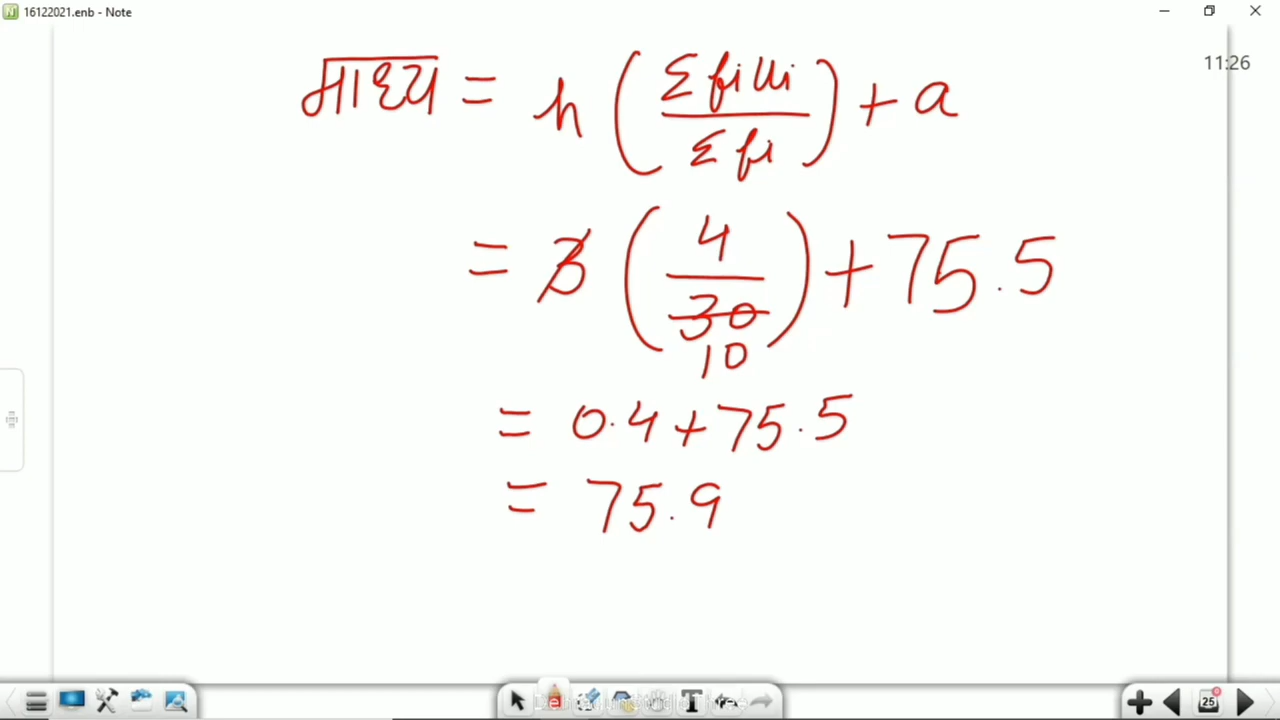 16122021.enb - Note
11:26
माध्य = h ( Σfiui / Σfi ) + a
= 3 ( 4 / 30 ) + 75.5
10
= 0.4 + 75.5
= 75.9
25